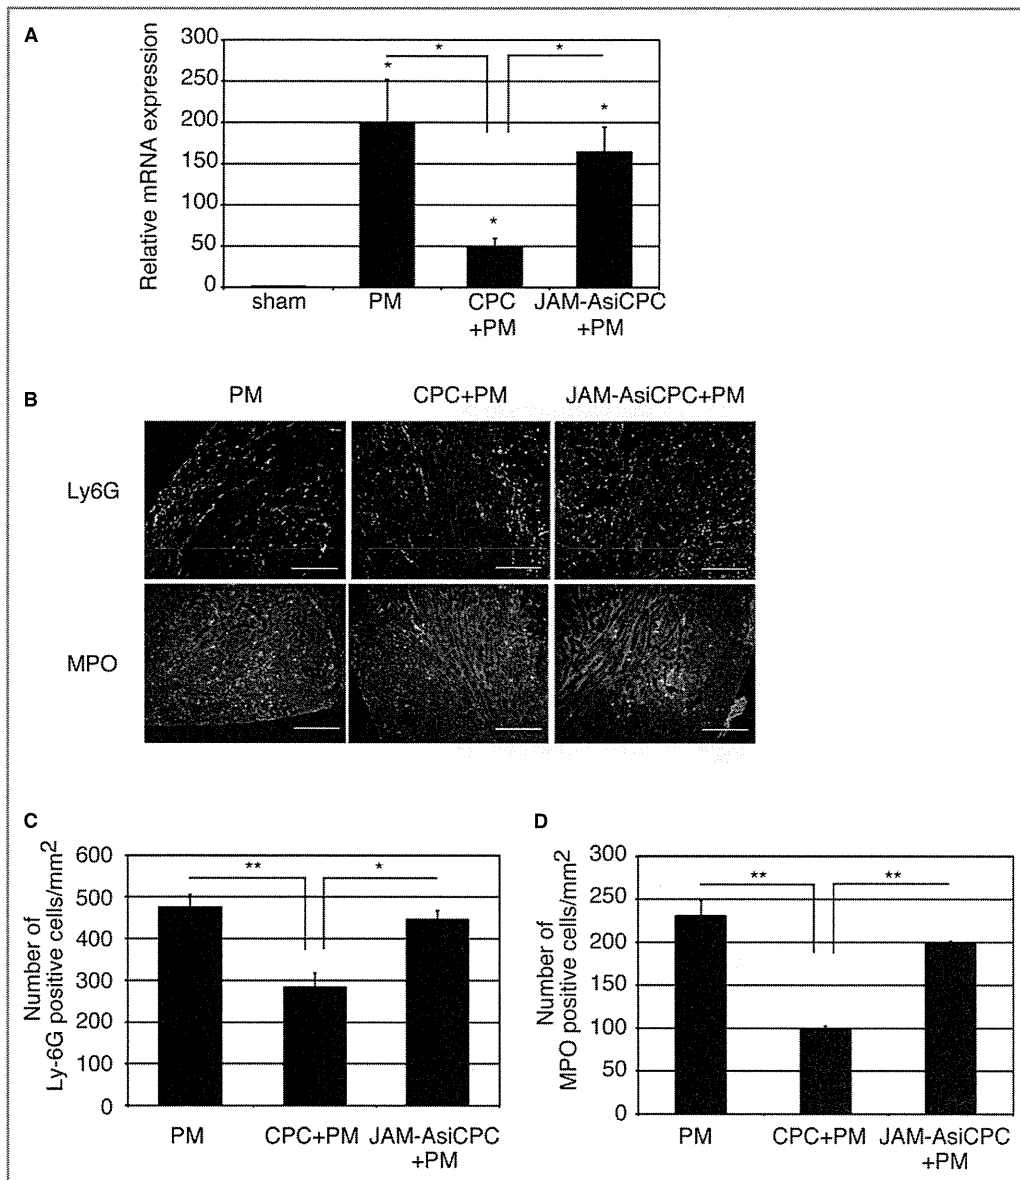 A
Relative mRNA expression
300
250
200
150
100
50
0
*
*
*
*
*
sham
PM
CPC
+PM
JAM-AsiCPC
+PM
B
PM
CPC+PM
JAM-AsiCPC+PM
Ly6G
MPO
C
Number of
Ly-6G positive cells/mm2
600
500
400
300
200
100
0
**
*
PM
CPC+PM
JAM-AsiCPC
+PM
D
Number of
MPO positive cells/mm2
300
250
200
150
100
50
0
**
**
PM
CPC+PM
JAM-AsiCPC
+PM